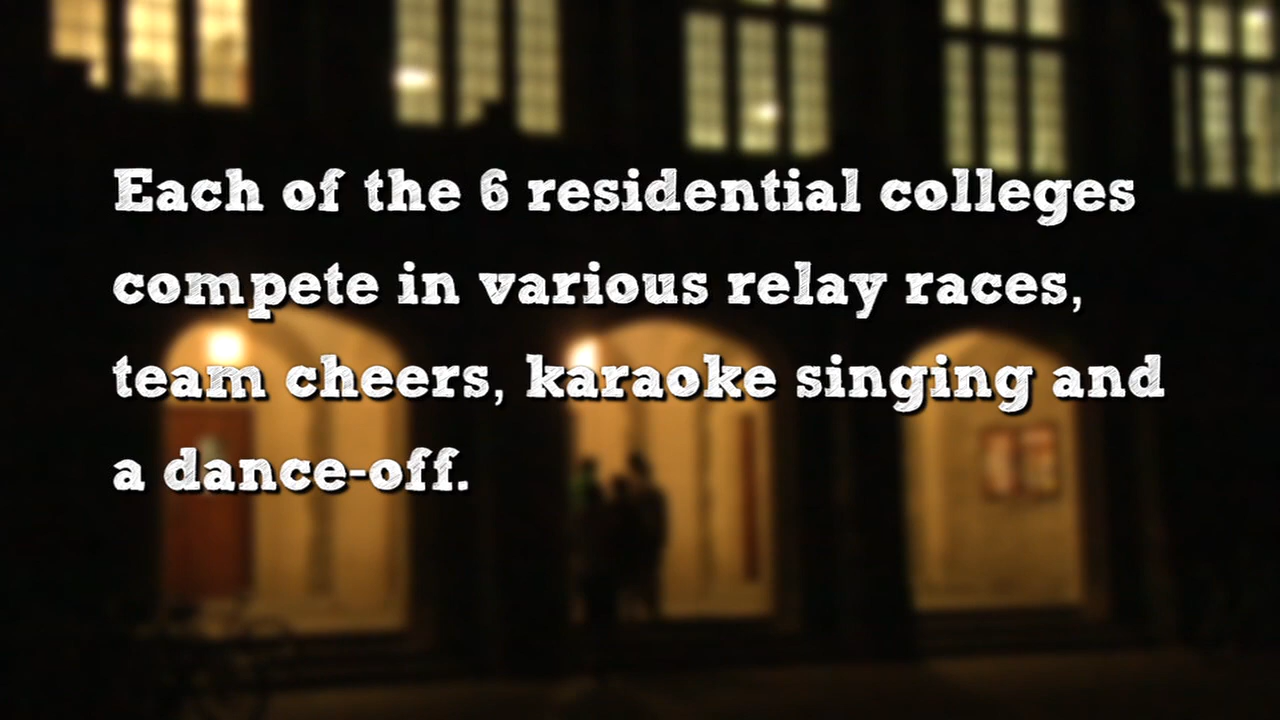 Each of the 6 residential colleges
compete in various relay races,
team cheers, karaoke singing and
a dance-off.